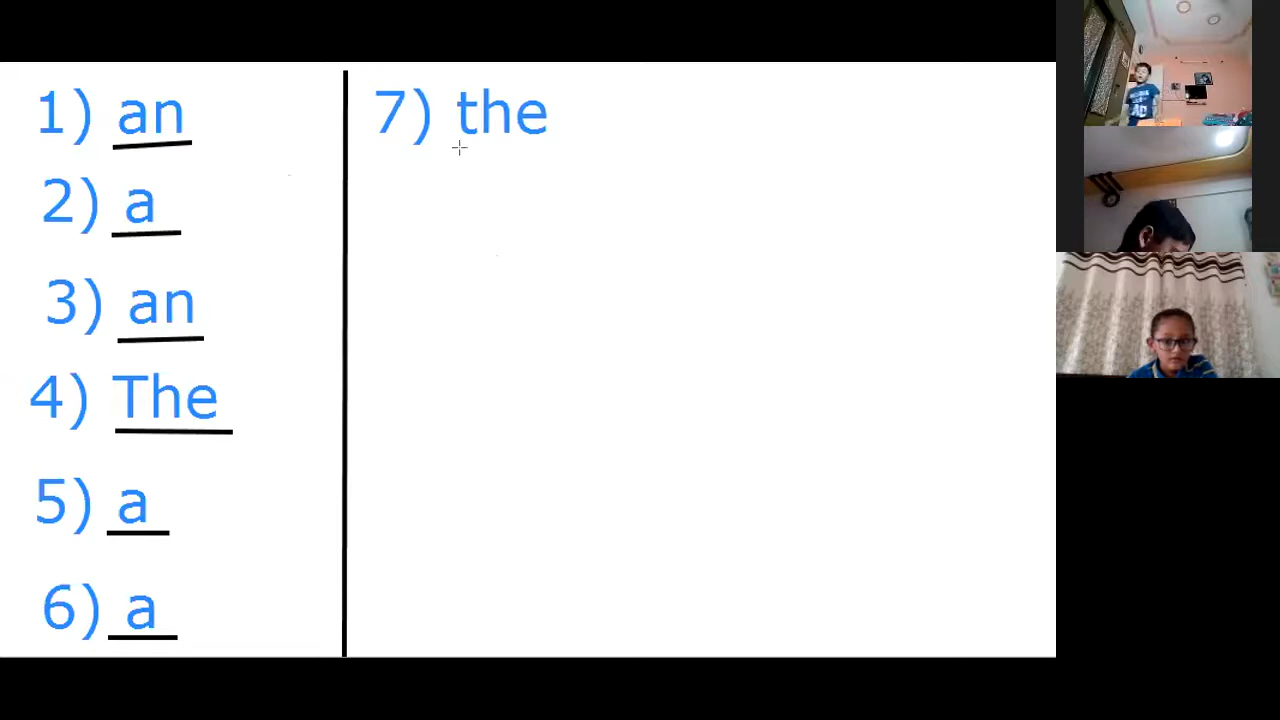 1) an
2) a
3) an
4) The
5) a
6) a
7) the